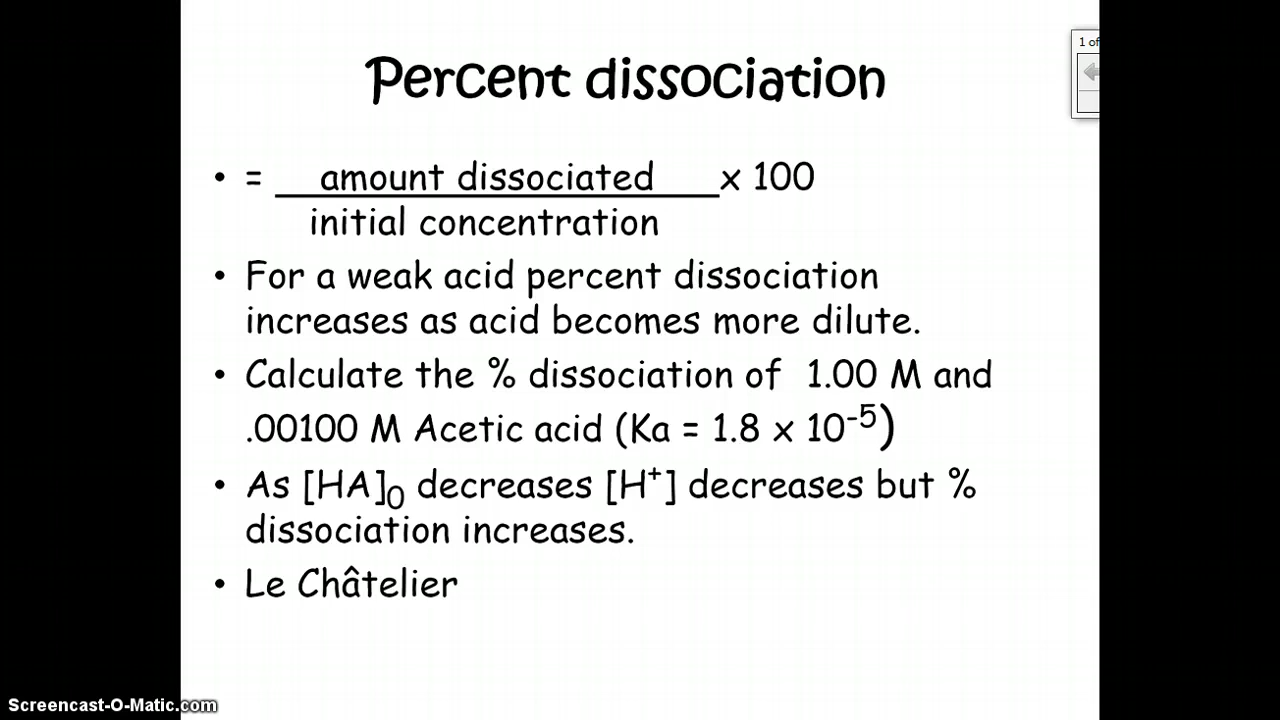 Percent dissociation
1 of
• = amount dissociated x 100
initial concentration
• For a weak acid percent dissociation
increases as acid becomes more dilute.
• Calculate the % dissociation of 1.00 M and
.00100 M Acetic acid (Ka = 1.8 x 10⁻⁵)
• As [HA]₀ decreases [H⁺] decreases but %
dissociation increases.
• Le Châtelier
Screencast-O-Matic.com